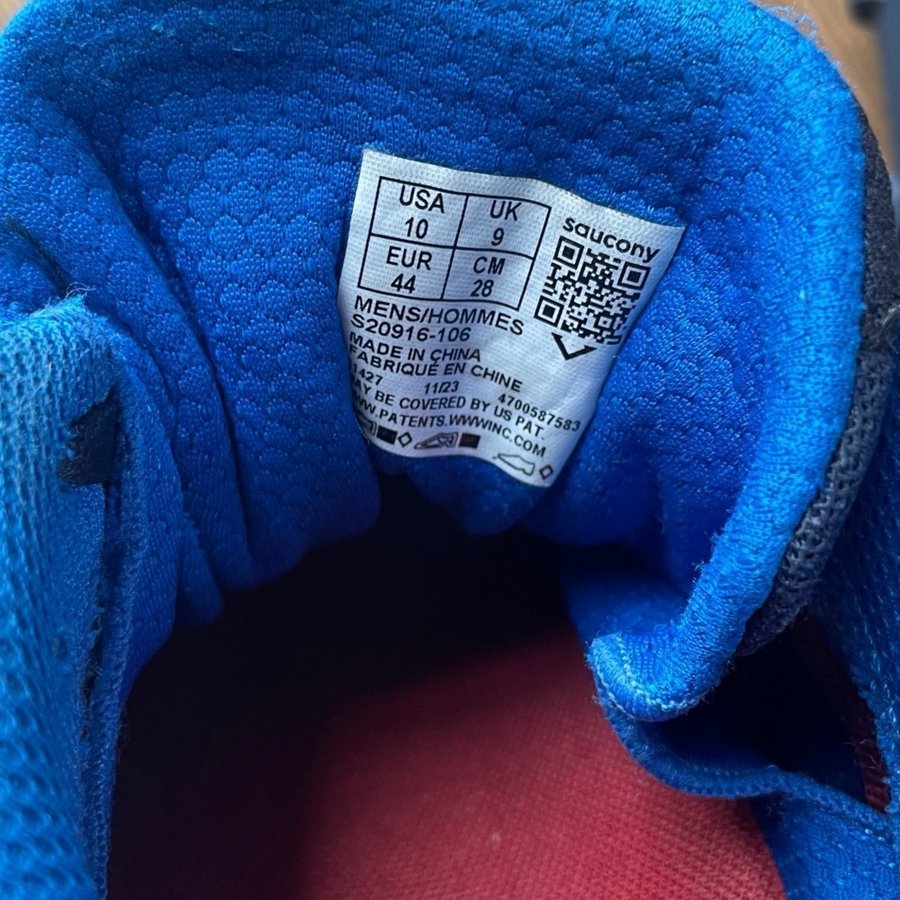 USA UK
10 9
EUR CM
44 28
saucony
MENS/HOMMES
S20916-106
MADE IN CHINA
FABRIQUÉ EN CHINE
1427 11/23 4700587583
MAY BE COVERED BY US PAT.
WWW.PATENTS.WWWINC.COM